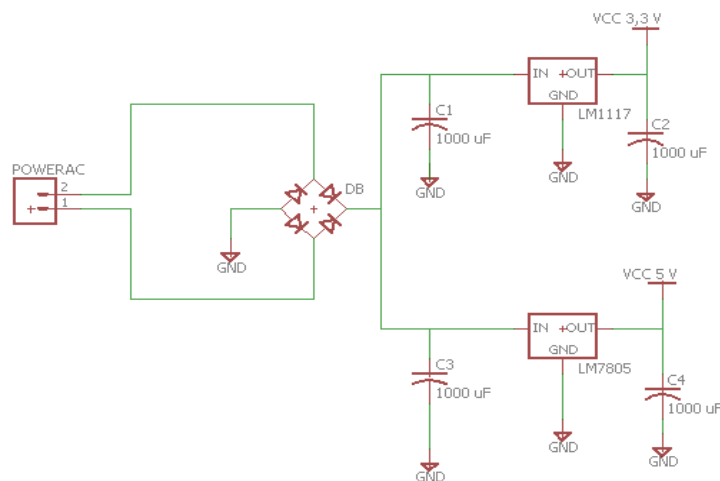 VCC 3,3 V
IN +OUT
GND
LM1117
C1
1000 uF
GND
GND
C2
1000 uF
GND
POWERAC
2
+ 1
DB
+
GND
VCC 5 V
IN +OUT
GND
LM7805
C3
1000 uF
GND
GND
C4
1000 uF
GND